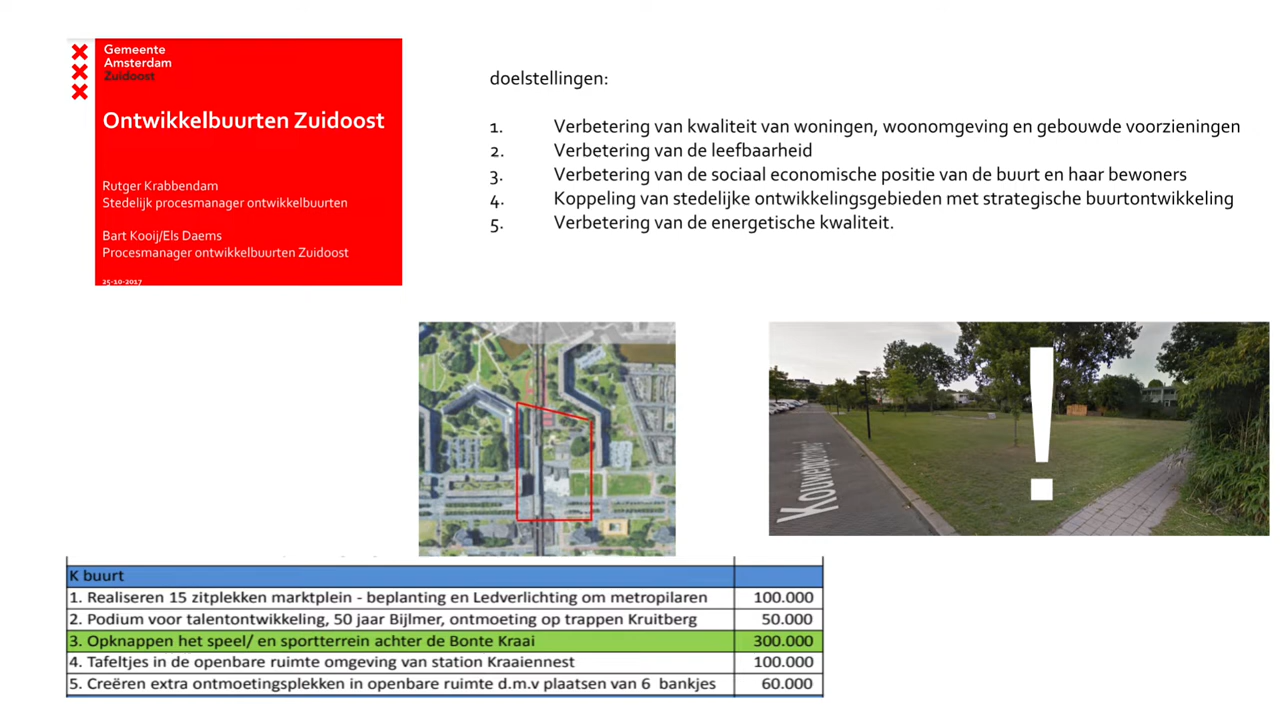 Gemeente
Amsterdam
Zuidoost
Ontwikkelbuurten Zuidoost
Rutger Krabbendam
Stedelijk procesmanager ontwikkelbuurten
Bart Kooij/Els Daems
Procesmanager ontwikkelbuurten Zuidoost
25-10-2017
doelstellingen:
1. Verbetering van kwaliteit van woningen, woonomgeving en gebouwde voorzieningen
2. Verbetering van de leefbaarheid
3. Verbetering van de sociaal economische positie van de buurt en haar bewoners
4. Koppeling van stedelijke ontwikkelingsgebieden met strategische buurtontwikkeling
5. Verbetering van de energetische kwaliteit.
!
K buurt
1. Realiseren 15 zitplekken marktplein - beplanting en Ledverlichting om metropilaren 100.000
2. Podium voor talentontwikkeling, 50 jaar Bijlmer, ontmoeting op trappen Kruitberg 50.000
3. Opknappen het speel/ en sportterrein achter de Bonte Kraai 300.000
4. Tafeltjes in de openbare ruimte omgeving van station Kraaiennest 100.000
5. Creëren extra ontmoetingsplekken in openbare ruimte d.m.v plaatsen van 6 bankjes 60.000